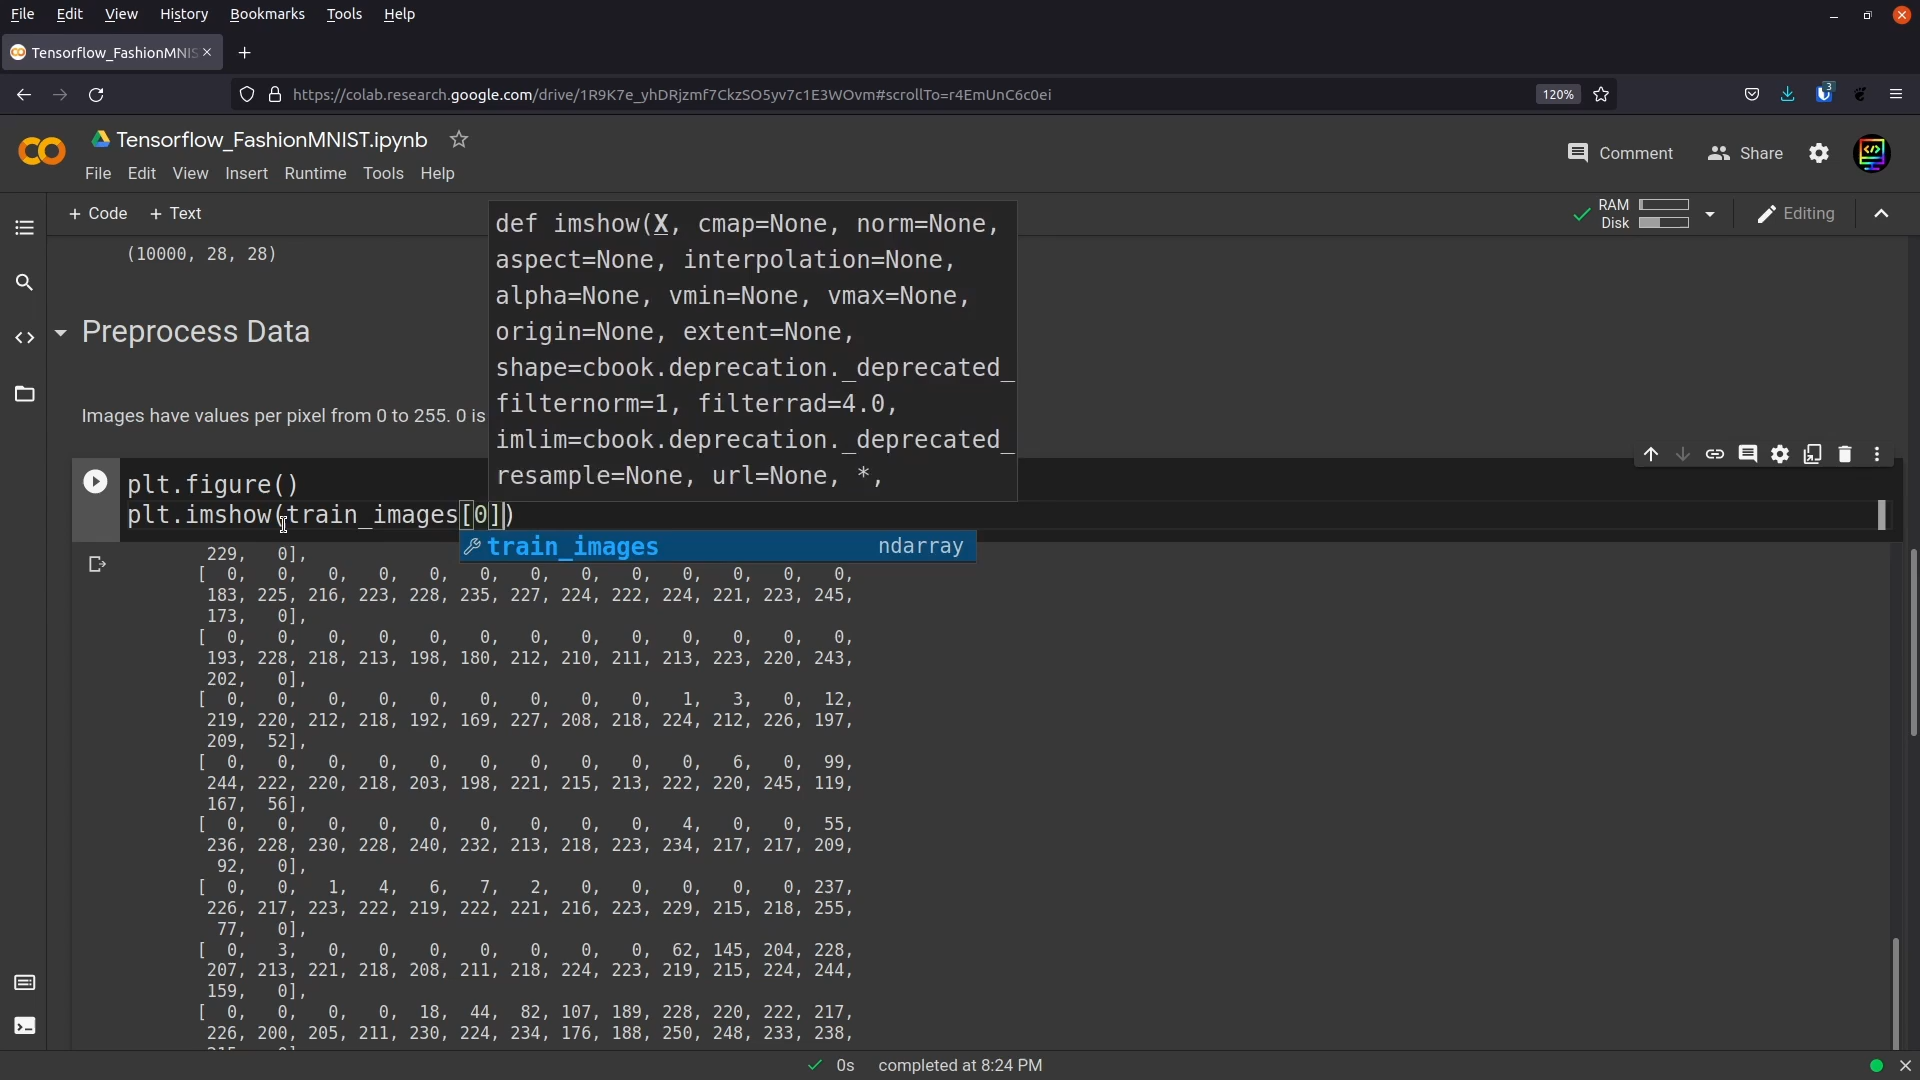 File Edit View History Bookmarks Tools Help
Tensorflow_FashionMNIS
https://colab.research.google.com/drive/1R9K7e_yhDRjzmf7CkzSO5yv7c1E3WOvm#scrollTo=r4EmUnC6c0ei 120% 3
Tensorflow_FashionMNIST.ipynb
Comment Share
File Edit View Insert Runtime Tools Help
+ Code + Text
RAM
Disk
Editing
(10000, 28, 28)
def imshow(X, cmap=None, norm=None,
aspect=None, interpolation=None,
alpha=None, vmin=None, vmax=None,
origin=None, extent=None,
shape=cbook.deprecation._deprecated_
filternorm=1, filterrad=4.0,
imlim=cbook.deprecation._deprecated_
resample=None, url=None, *,
Preprocess Data
Images have values per pixel from 0 to 255. 0 is
plt.figure()
plt.imshow(train_images[0])
train_images ndarray
229, 0],
[ 0, 0, 0, 0, 0, 0, 0, 0, 0, 0, 0, 0,
183, 225, 216, 223, 228, 235, 227, 224, 222, 224, 221, 223, 245,
173, 0],
[ 0, 0, 0, 0, 0, 0, 0, 0, 0, 0, 0, 0,
193, 228, 218, 213, 198, 180, 212, 210, 211, 213, 223, 220, 243,
202, 0],
[ 0, 0, 0, 0, 0, 0, 0, 0, 0, 1, 3, 0, 12,
219, 220, 212, 218, 192, 169, 227, 208, 218, 224, 212, 226, 197,
209, 52],
[ 0, 0, 0, 0, 0, 0, 0, 0, 0, 0, 6, 0, 99,
244, 222, 220, 218, 203, 198, 221, 215, 213, 222, 220, 245, 119,
167, 56],
[ 0, 0, 0, 0, 0, 0, 0, 0, 0, 4, 0, 0, 55,
236, 228, 230, 228, 240, 232, 213, 218, 223, 234, 217, 217, 209,
92, 0],
[ 0, 0, 1, 4, 6, 7, 2, 0, 0, 0, 0, 0, 237,
226, 217, 223, 222, 219, 222, 221, 216, 223, 229, 215, 218, 255,
77, 0],
[ 0, 3, 0, 0, 0, 0, 0, 0, 0, 62, 145, 204, 228,
207, 213, 221, 218, 208, 211, 218, 224, 223, 219, 215, 224, 244,
159, 0],
[ 0, 0, 0, 0, 18, 44, 82, 107, 189, 228, 220, 222, 217,
226, 200, 205, 211, 230, 224, 234, 176, 188, 250, 248, 233, 238,
0s completed at 8:24 PM